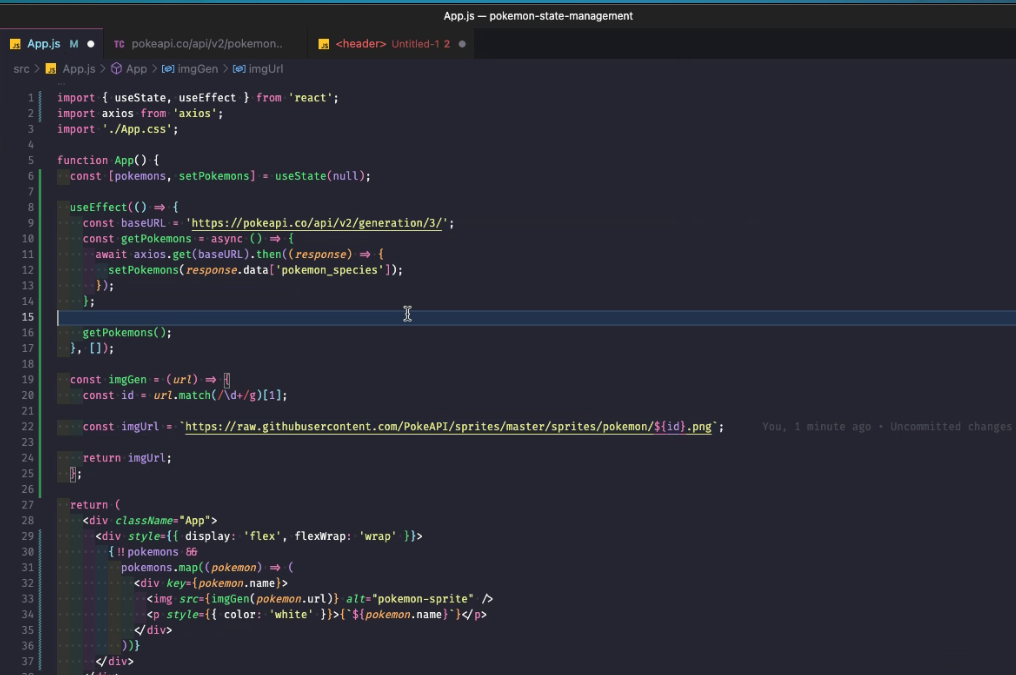 App.js — pokemon-state-management
App.js M pokeapi.co/api/v2/pokemon.. <header> Untitled-1 2
src > App.js > App > imgGen > imgUrl
1 import { useState, useEffect } from 'react';
2 import axios from 'axios';
3 import './App.css';
4
5 function App() {
6 const [pokemons, setPokemons] = useState(null);
7
8 useEffect(() => {
9 const baseURL = 'https://pokeapi.co/api/v2/generation/3/';
10 const getPokemons = async () => {
11 await axios.get(baseURL).then((response) => {
12 setPokemons(response.data['pokemon_species']);
13 });
14 };
15
16 getPokemons();
17 }, []);
18
19 const imgGen = (url) => {
20 const id = url.match(/\d+/g)[1];
21
22 const imgUrl = `https://raw.githubusercontent.com/PokeAPI/sprites/master/sprites/pokemon/${id}.png`; You, 1 minute ago • Uncommitted changes
23
24 return imgUrl;
25 };
26
27 return (
28 <div className="App">
29 <div style={{ display: 'flex', flexWrap: 'wrap' }}>
30 {!!pokemons &&
31 pokemons.map((pokemon) => (
32 <div key={pokemon.name}>
33 <img src={imgGen(pokemon.url)} alt="pokemon-sprite" />
34 <p style={{ color: 'white' }}>{`${pokemon.name}`}</p>
35 </div>
36 ))}
37 </div>